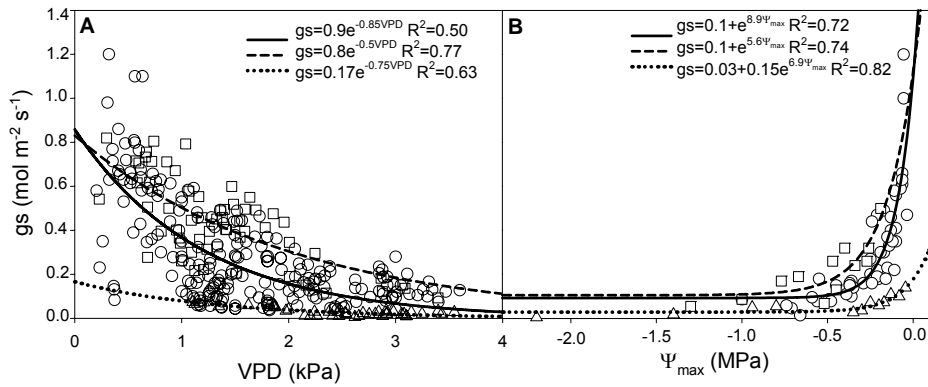 A
gs=0.9e^-0.85VPD R²=0.50
gs=0.8e^-0.5VPD R²=0.77
gs=0.17e^-0.75VPD R²=0.63
B
gs=0.1+e^8.9Ψmax R²=0.72
gs=0.1+e^5.6Ψmax R²=0.74
gs=0.03+0.15e^6.9Ψmax R²=0.82
gs (mol m⁻² s⁻¹)
1.4
1.2
1.0
0.8
0.6
0.4
0.2
0.0
0 1 2 3 4 -2.0 -1.5 -1.0 -0.5 0.0
VPD (kPa)
Ψmax (MPa)